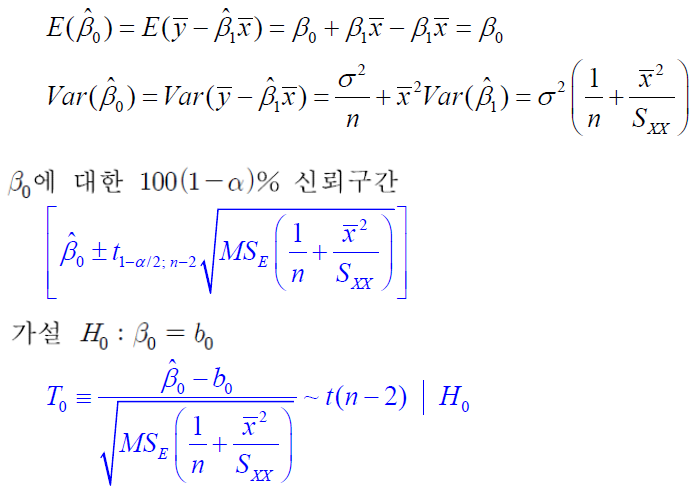 $E(\hat{\beta}_0) = E(\overline{y} - \hat{\beta}_1\overline{x}) = \beta_0 + \beta_1\overline{x} - \beta_1\overline{x} = \beta_0$
$Var(\hat{\beta}_0) = Var(\overline{y} - \hat{\beta}_1\overline{x}) = \frac{\sigma^2}{n} + \overline{x}^2 Var(\hat{\beta}_1) = \sigma^2\left(\frac{1}{n} + \frac{\overline{x}^2}{S_{XX}}\right)$
$\beta_0$에 대한 $100(1-\alpha)\%$ 신뢰구간
$\left[\hat{\beta}_0 \pm t_{1-\alpha/2;\, n-2}\sqrt{MS_E\left(\frac{1}{n} + \frac{\overline{x}^2}{S_{XX}}\right)}\right]$
가설 $H_0 : \beta_0 = b_0$
$T_0 \equiv \frac{\hat{\beta}_0 - b_0}{\sqrt{MS_E\left(\frac{1}{n} + \frac{\overline{x}^2}{S_{XX}}\right)}} \sim t(n-2) \mid H_0$